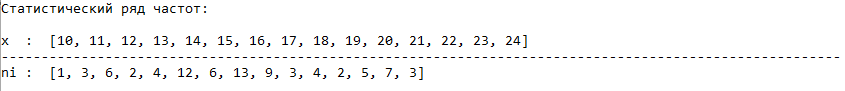 Статистический ряд частот:
x : [10, 11, 12, 13, 14, 15, 16, 17, 18, 19, 20, 21, 22, 23, 24]
---------------------------------------------------------------------------------------------------------
ni : [1, 3, 6, 2, 4, 12, 6, 13, 9, 3, 4, 2, 5, 7, 3]